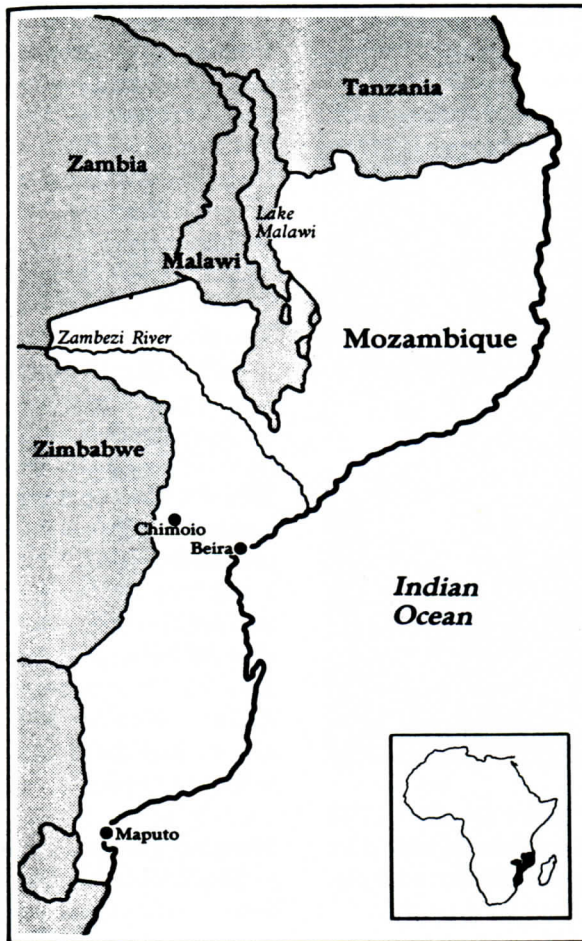 Tanzania
Zambia
Lake
Malawi
Malawi
Zambezi River
Mozambique
Zimbabwe
Chimoio
Beira
Indian
Ocean
Maputo